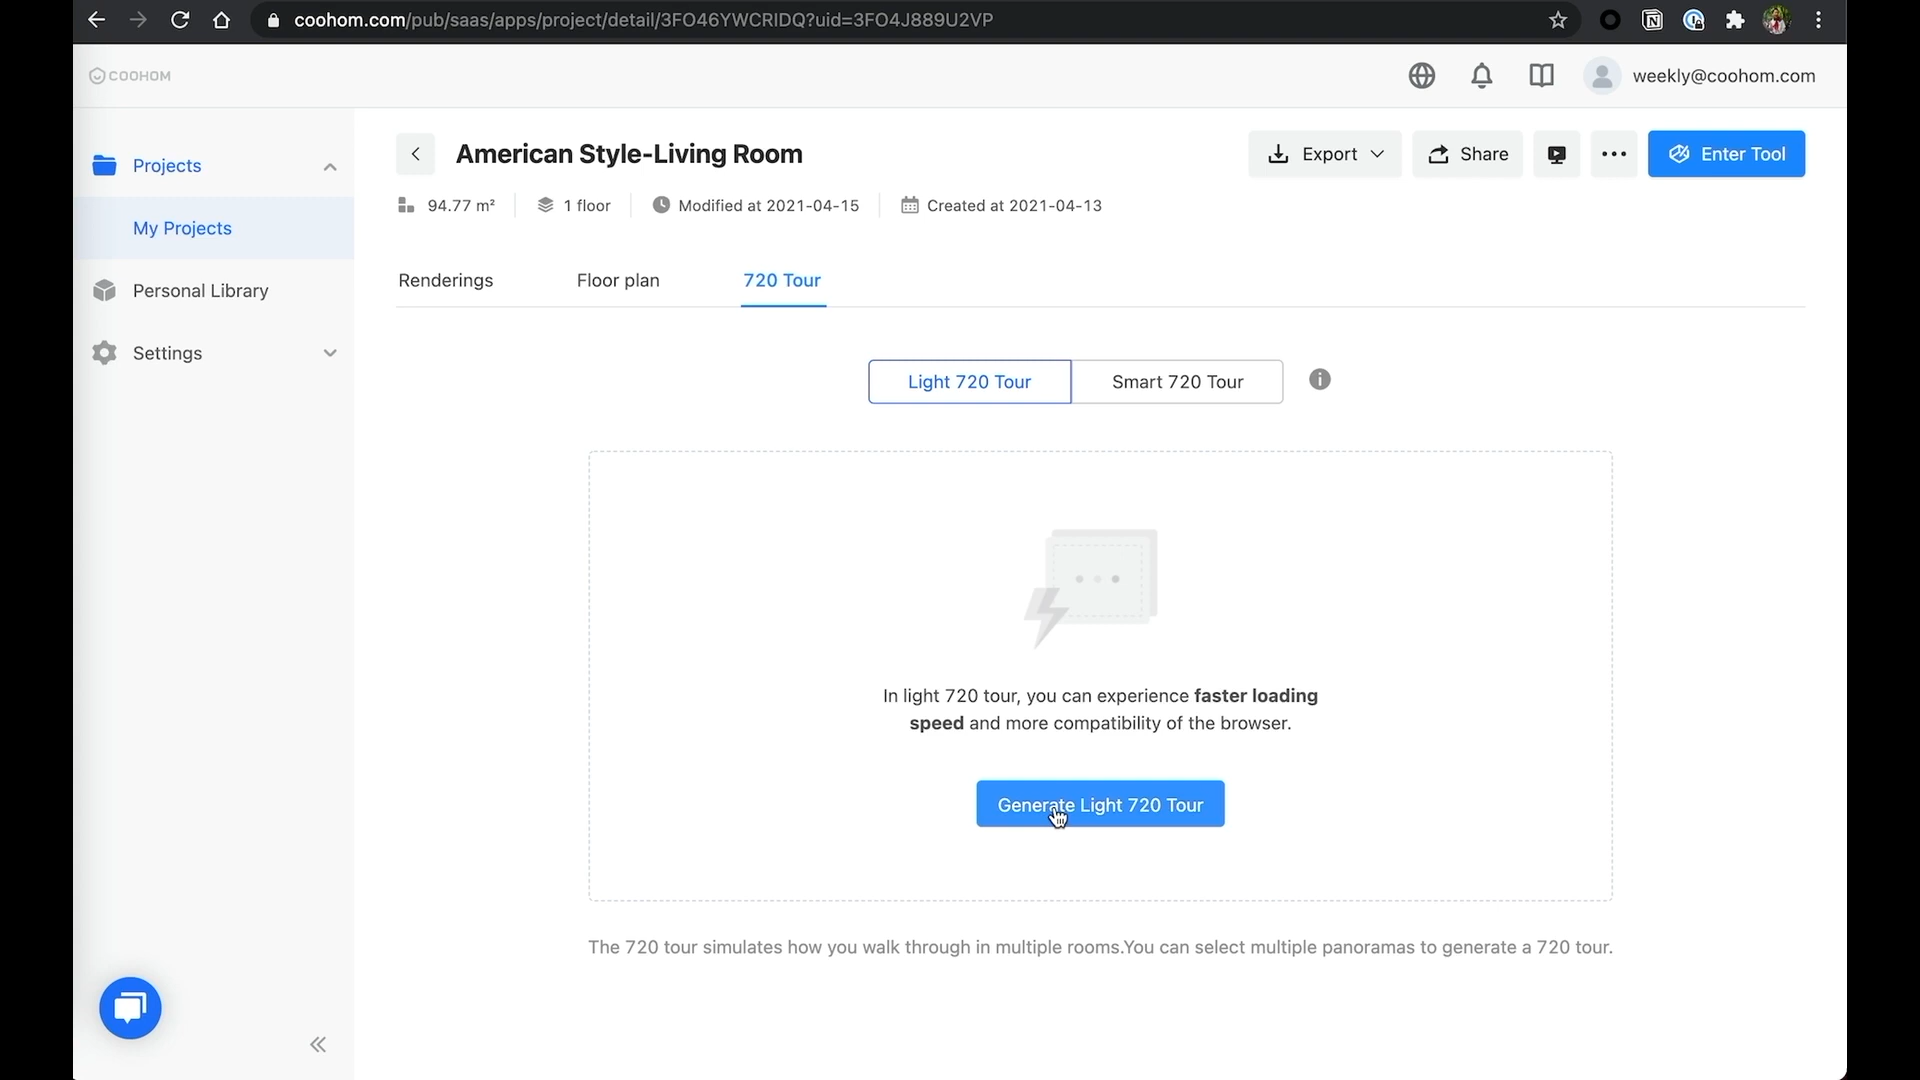 coohom.com/pub/saas/apps/project/detail/3FO46YWCRIDQ?uid=3FO4J889U2VP
COOHOM
weekly@coohom.com
Projects
My Projects
Personal Library
Settings
American Style-Living Room
Export
Share
Enter Tool
94.77 m²
1 floor
Modified at 2021-04-15
Created at 2021-04-13
Renderings
Floor plan
720 Tour
Light 720 Tour
Smart 720 Tour
In light 720 tour, you can experience faster loading
speed and more compatibility of the browser.
Generate Light 720 Tour
The 720 tour simulates how you walk through in multiple rooms.You can select multiple panoramas to generate a 720 tour.